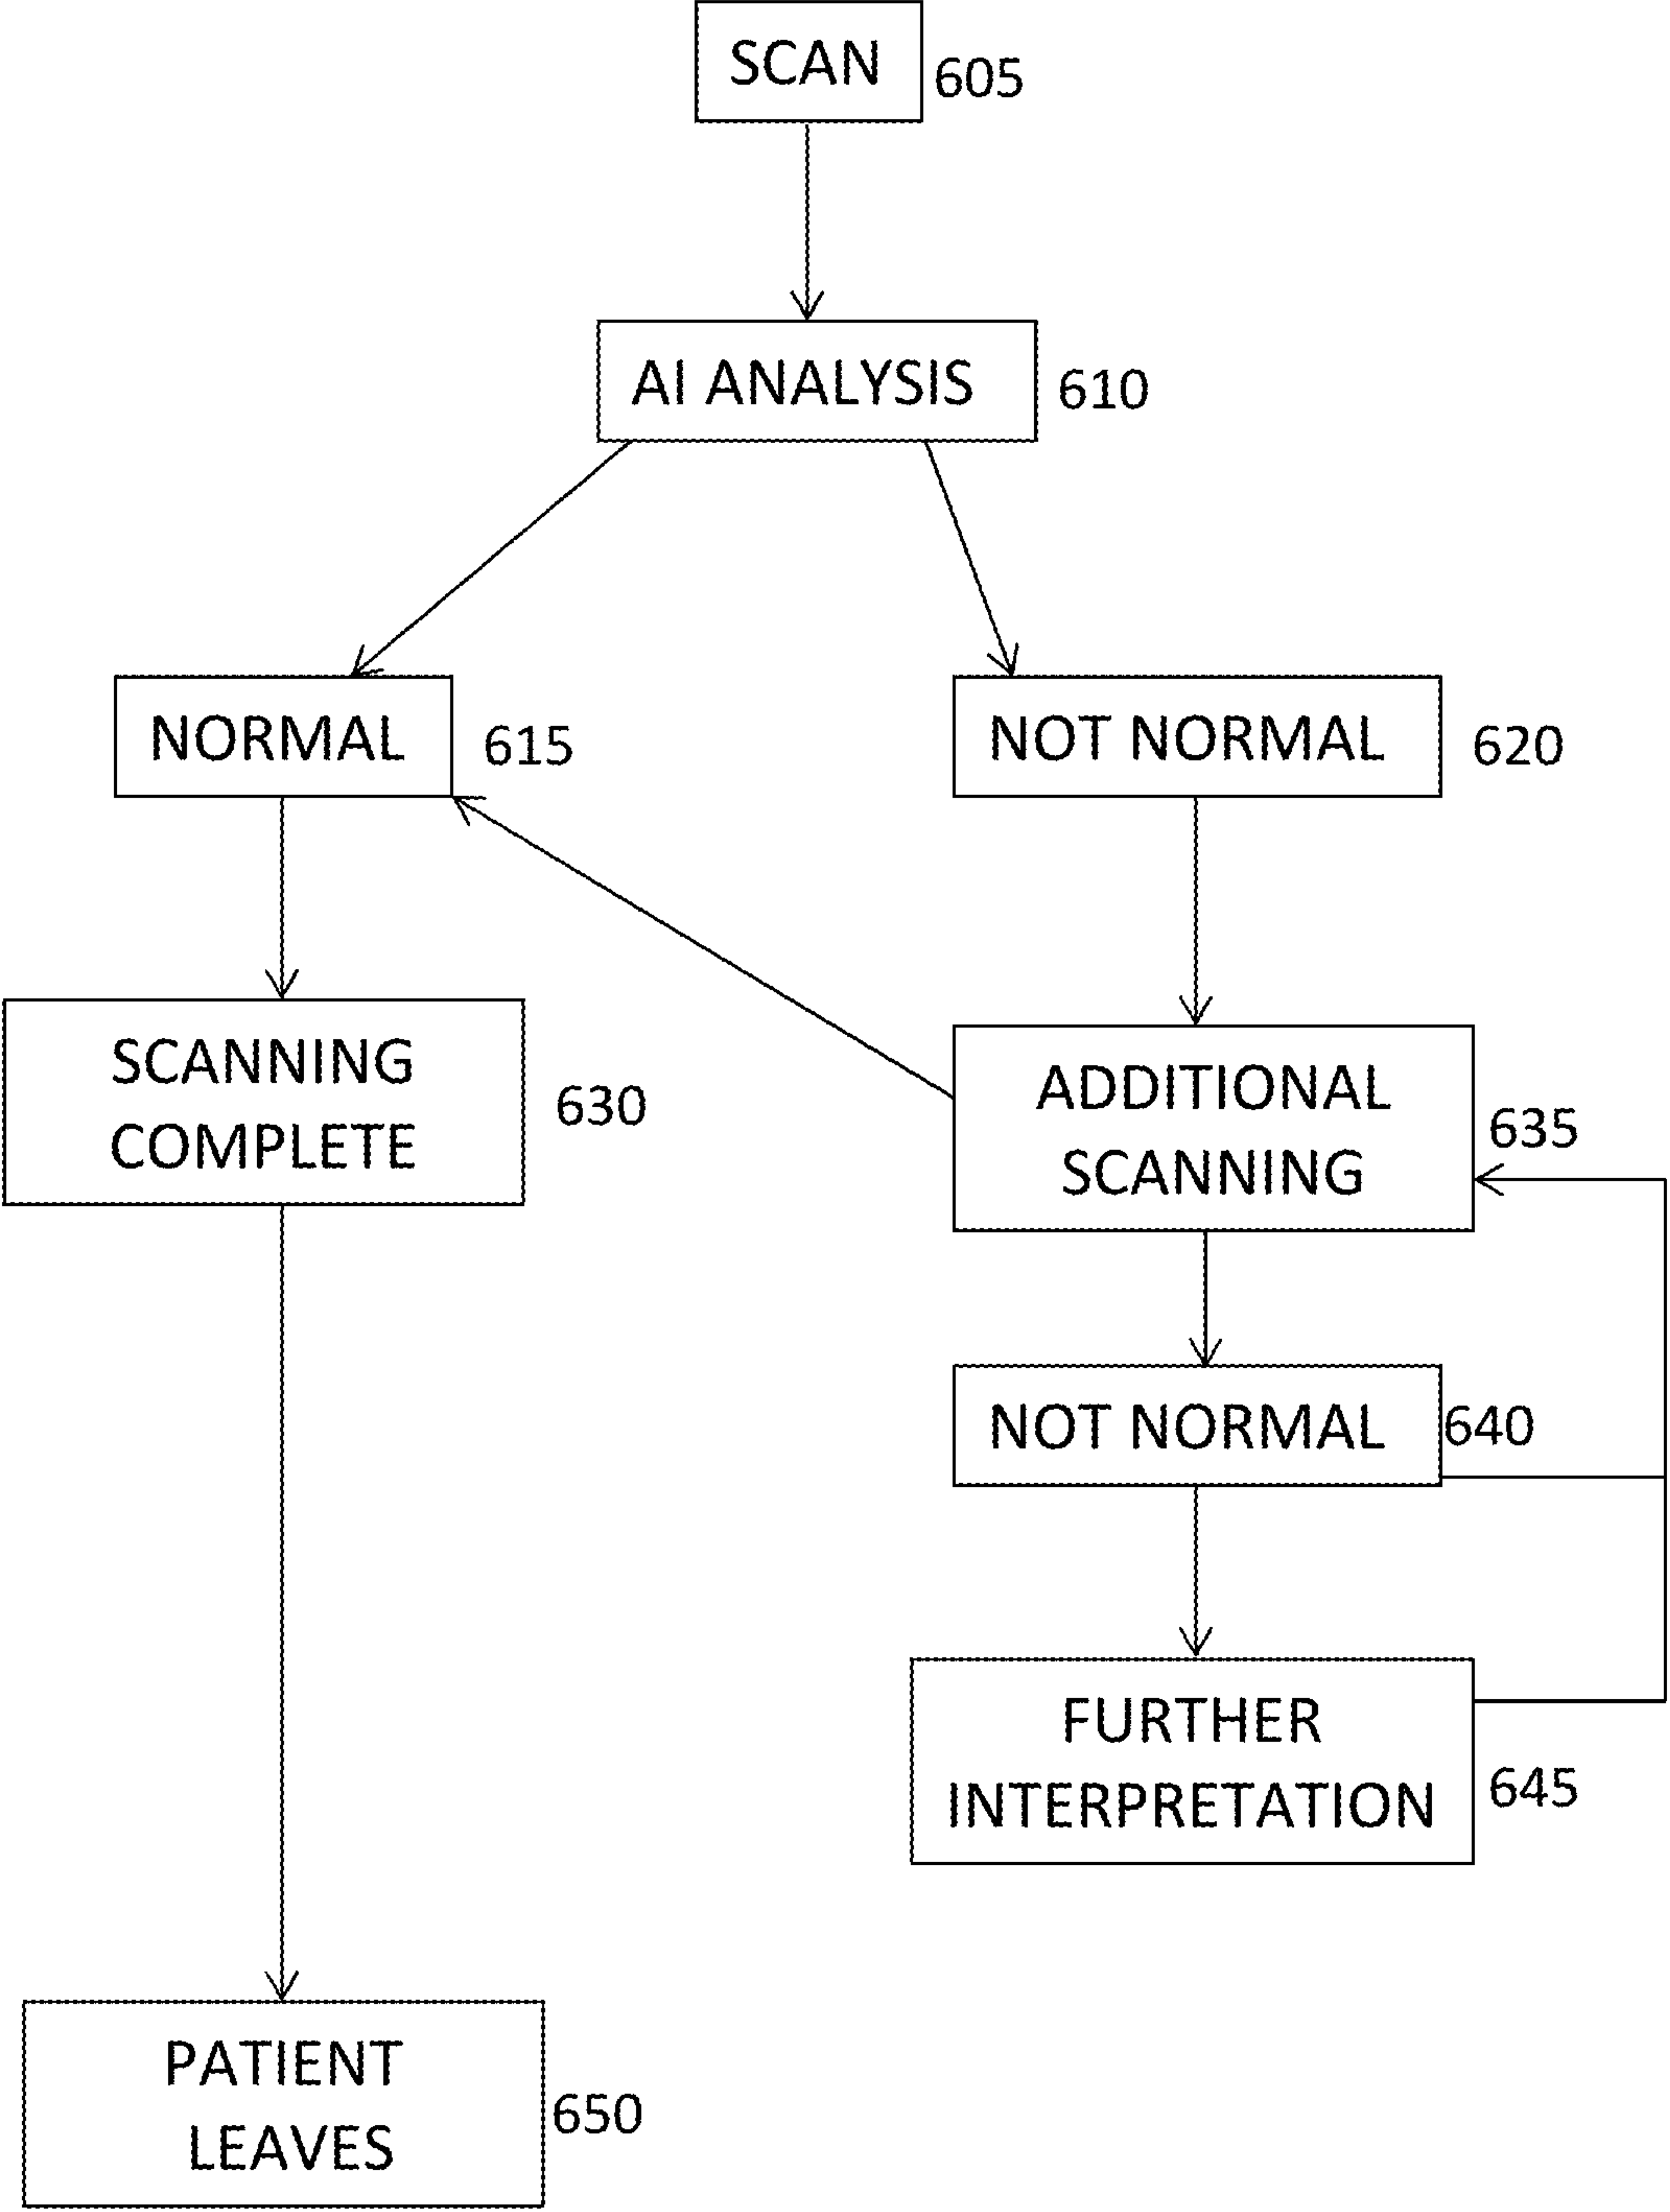 SCAN
605
AI ANALYSIS
610
NORMAL
615
NOT NORMAL
620
SCANNING
COMPLETE
630
ADDITIONAL
SCANNING
635
NOT NORMAL
640
FURTHER
INTERPRETATION
645
PATIENT
LEAVES
650